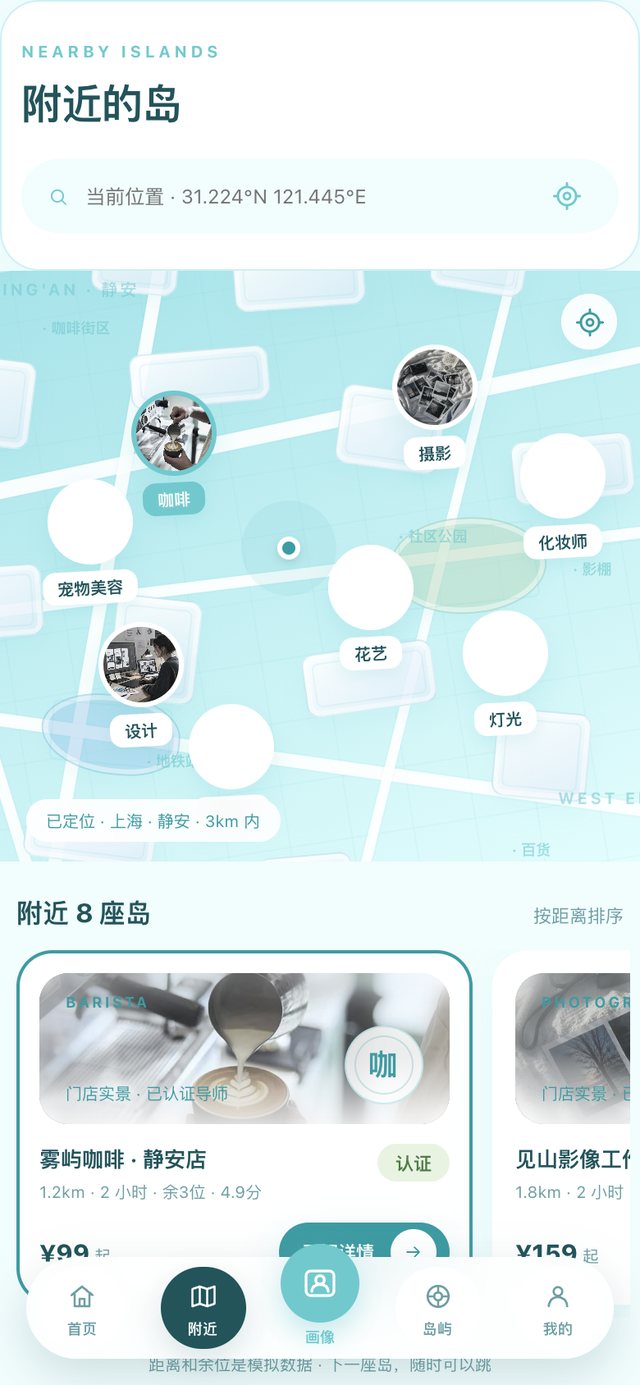 NEARBY ISLANDS
附近的岛
当前位置 · 31.224°N 121.445°E
ING'AN · 静安
· 咖啡街区
摄影
咖啡
· 社区公园
化妆师
· 影棚
宠物美容
花艺
灯光
设计
· 地铁
WEST E
已定位 · 上海 · 静安 · 3km 内
· 百货
附近 8 座岛
按距离排序
BARISTA
咖
门店实景 · 已认证导师
雾屿咖啡 · 静安店
认证
1.2km · 2 小时 · 余3位 · 4.9分
¥99 起
详情
PHOTOGR
门店实景 · 已
见山影像工
1.8km · 2 小时
¥159 起
首页
附近
画像
岛屿
我的
距离和余位是模拟数据 · 下一座岛，随时可以跳